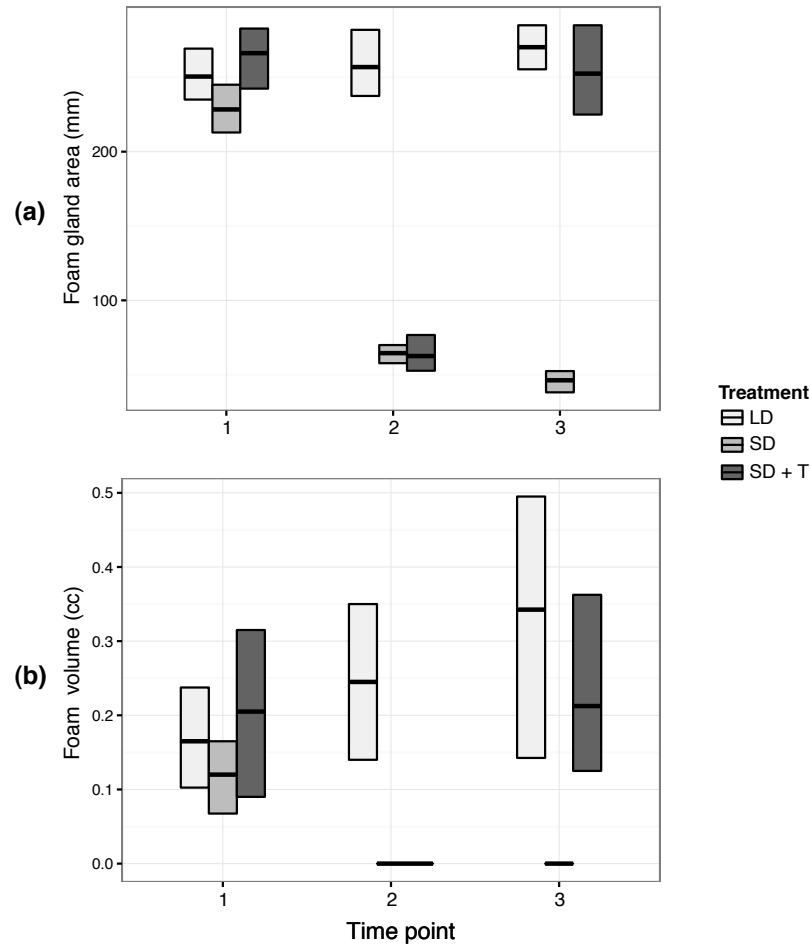 (a)
Foam gland area (mm)
200
100
1 2 3
Treatment
LD
SD
SD + T
(b)
Foam volume (cc)
0.5
0.4
0.3
0.2
0.1
0.0
1 2 3
Time point